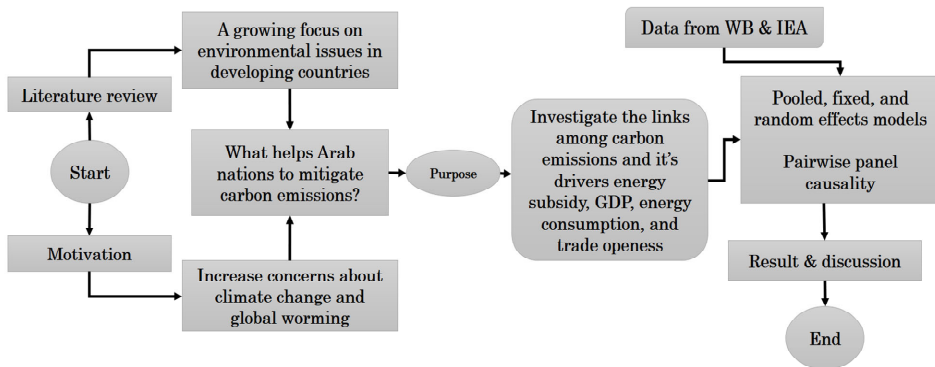 Start
Literature review
A growing focus on
environmental issues in
developing countries
Motivation
Increase concerns about
climate change and
global worming
What helps Arab
nations to mitigate
carbon emissions?
Purpose
Investigate the links
among carbon
emissions and it's
drivers energy
subsidy, GDP, energy
consumption, and
trade openness
Data from WB & IEA
Pooled, fixed, and
random effects models
Pairwise panel
causality
Result & discussion
End